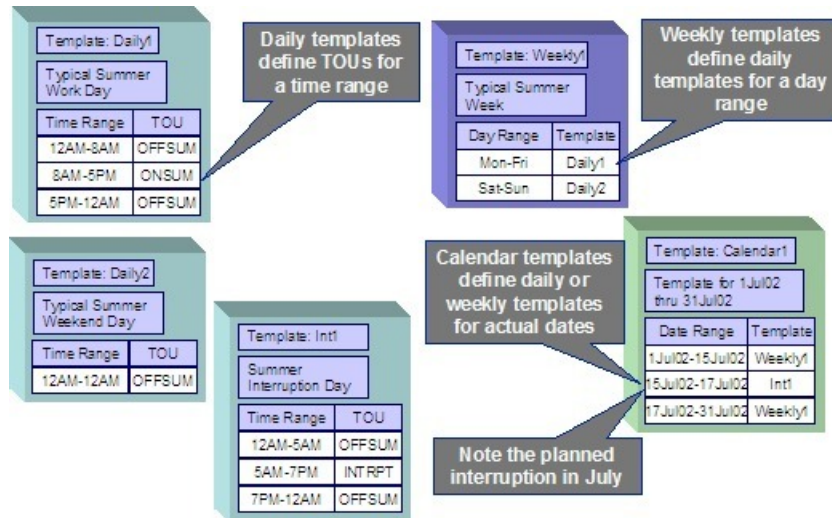 Template: Daily1
Typical Summer
Work Day
Time Range TOU
12AM-8AM OFFSUM
8AM-5PM ONSUM
5PM-12AM OFFSUM
Daily templates
define TOUs for
a time range
Template: Weekly1
Typical Summer
Week
Day Range Template
Mon-Fri Daily1
Sat-Sun Daily2
Weekly templates
define daily
templates for a day
range
Template: Daily2
Typical Summer
Weekend Day
Time Range TOU
12AM-12AM OFFSUM
Template: Int1
Summer
Interruption Day
Time Range TOU
12AM-5AM OFFSUM
5AM-7PM INTRPT
7PM-12AM OFFSUM
Calendar templates
define daily or
weekly templates
for actual dates
Template: Calendar1
Template for 1Jul02
thru 31Jul02
Date Range Template
1Jul02-15Jul02 Weekly1
15Jul02-17Jul02 Int1
17Jul02-31Jul02 Weekly1
Note the planned
interruption in July